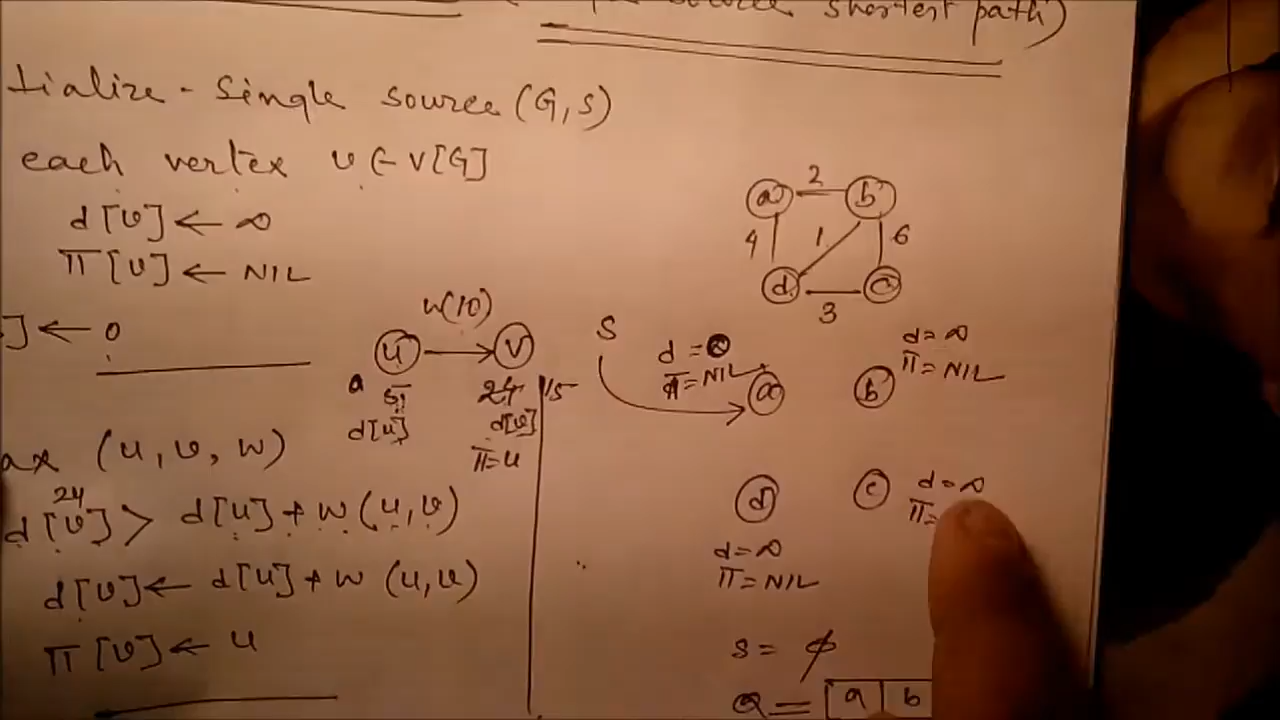 source shortest path)
tialize - Single source (G,S)
each vertex v ∈ V[G]
d[v] ← ∞
π[v] ← NIL
] ← 0
ax (u, v, w)
24
d[v] > d[u] + w (u,v)
d[v] ← d[u] + w (u,v)
π[v] ← u
w(10)
u → v
5
24 15
d[u] d[v]
π=u
a 2 b
4 1 6
d 3 c
S
d =
π=NIL
a
d=∞
π=NIL
b
d
d=∞
π=NIL
c
d=∞
π=
S= ϕ
Q = a b